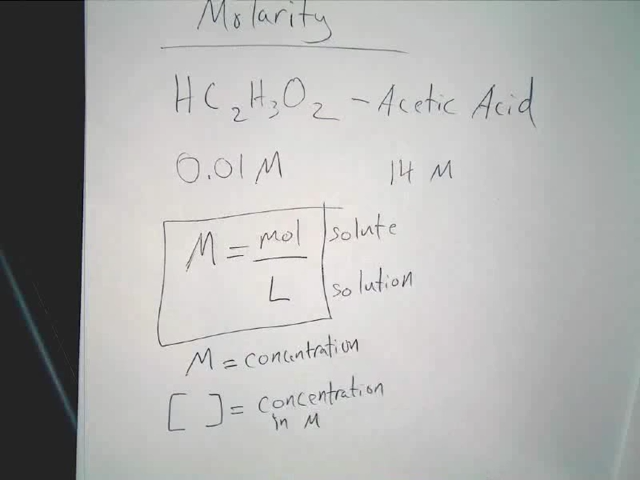 Molarity
HC2H3O2 - Acetic Acid
0.01 M 14 M
M = mol / L solute
solution
M = concentration
[ ] = concentration
in M